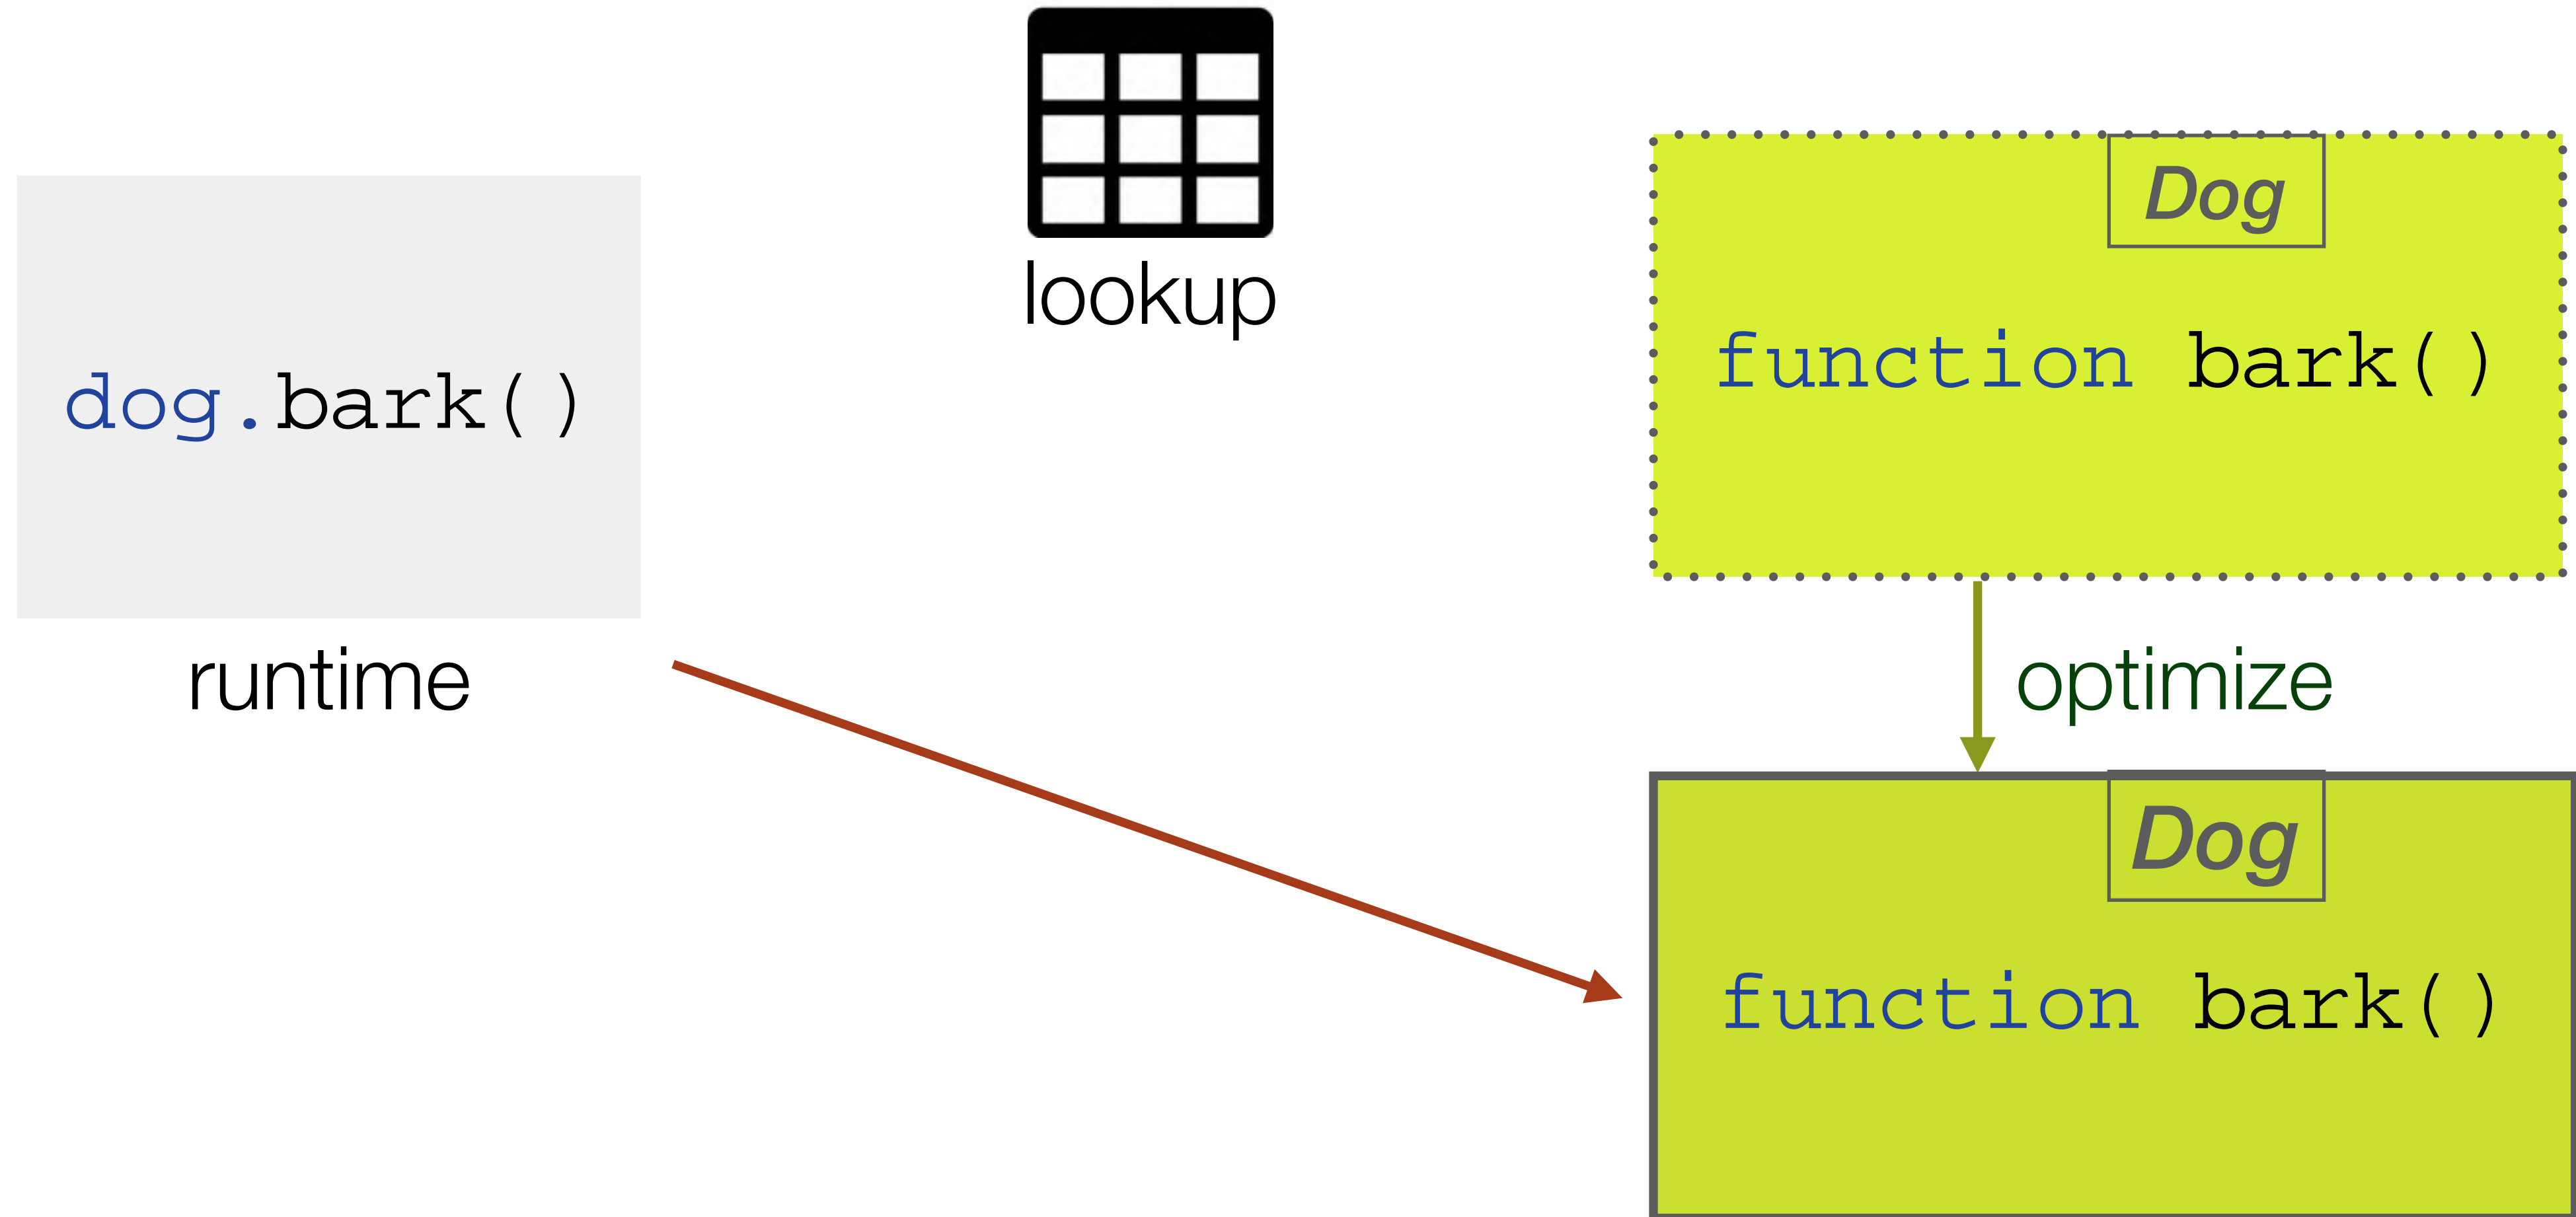 lookup
dog.bark()
runtime
Dog
function bark()
optimize
Dog
function bark()